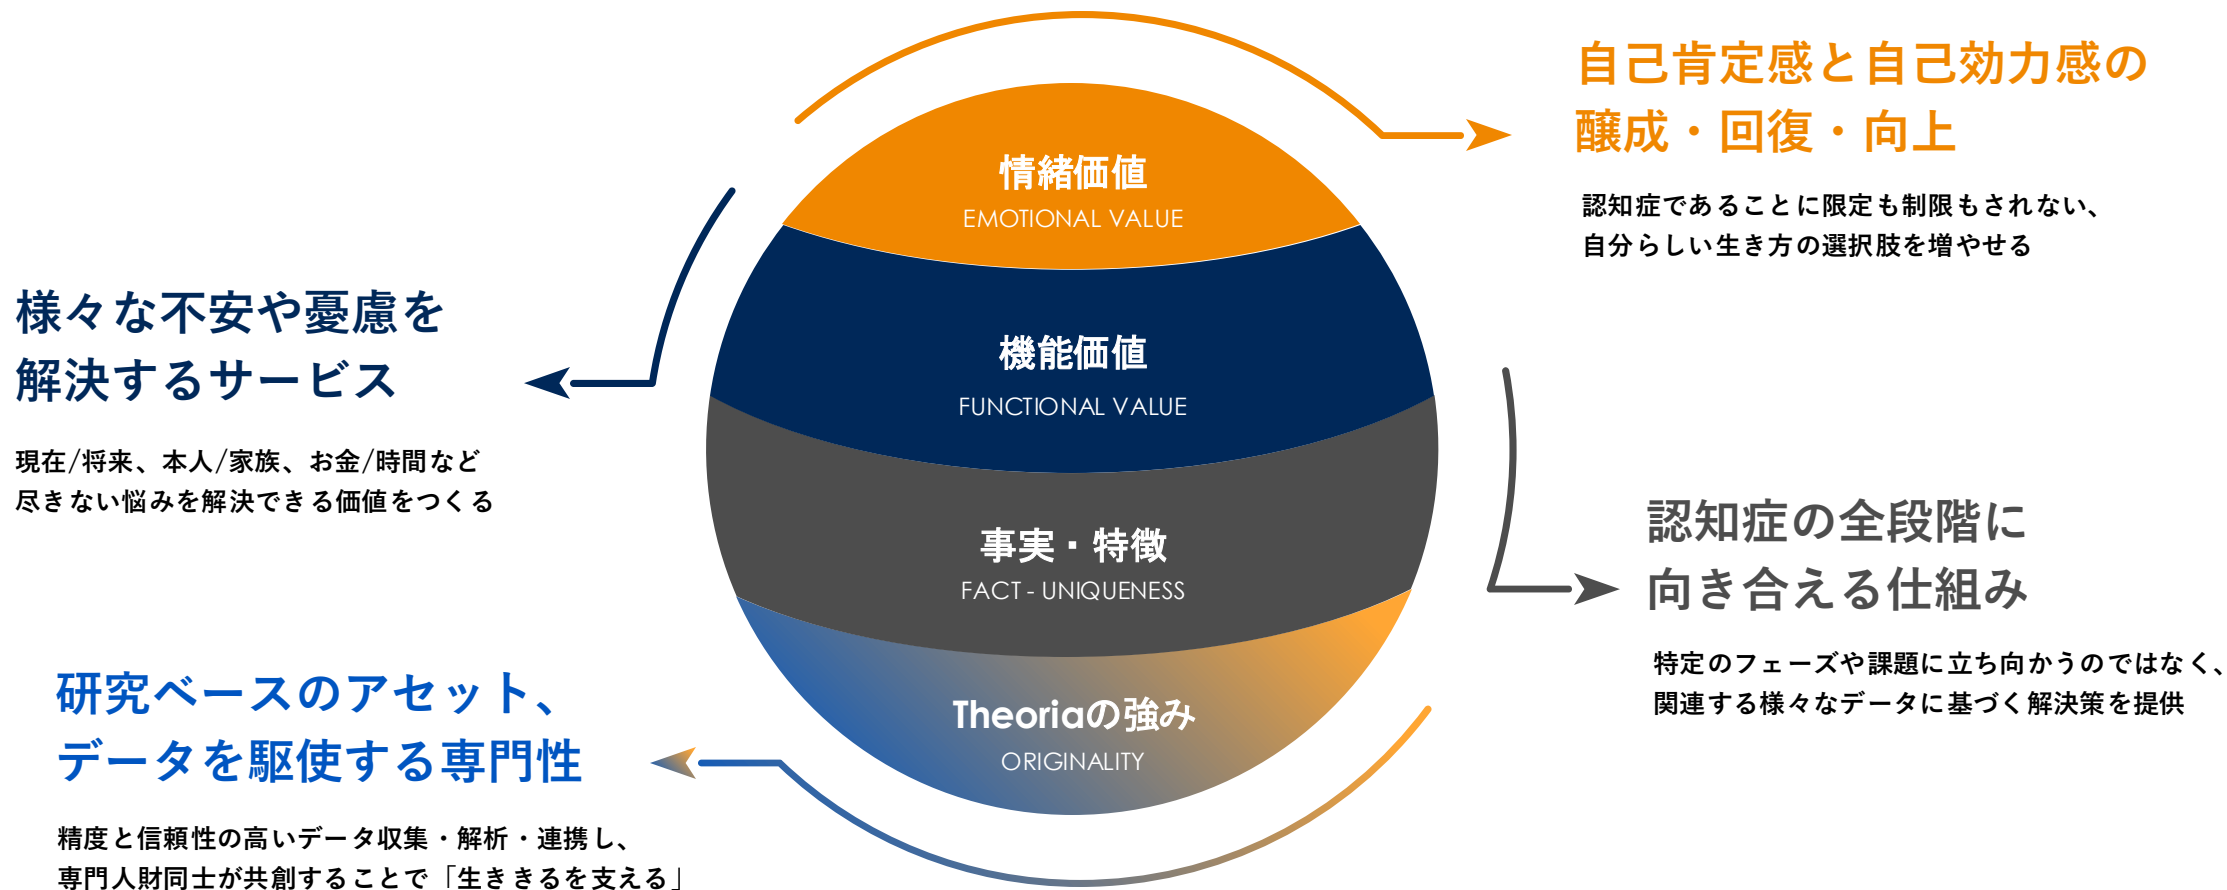 自己肯定感と自己効力感の
醸成・回復・向上
認知症であることに限定も制限もされない、
自分らしい生き方の選択肢を増やせる
情緒価値
EMOTIONAL VALUE
様々な不安や憂慮を
解決するサービス
現在/将来、本人/家族、お金/時間など
尽きない悩みを解決できる価値をつくる
機能価値
FUNCTIONAL VALUE
事実・特徴
FACT - UNIQUENESS
認知症の全段階に
向き合える仕組み
特定のフェーズや課題に立ち向かうのではなく、
関連する様々なデータに基づく解決策を提供
研究ベースのアセット、
データを駆使する専門性
精度と信頼性の高いデータ収集・解析・連携し、
専門人財同士が共創することで「生ききるを支える」
Theoriaの強み
ORIGINALITY